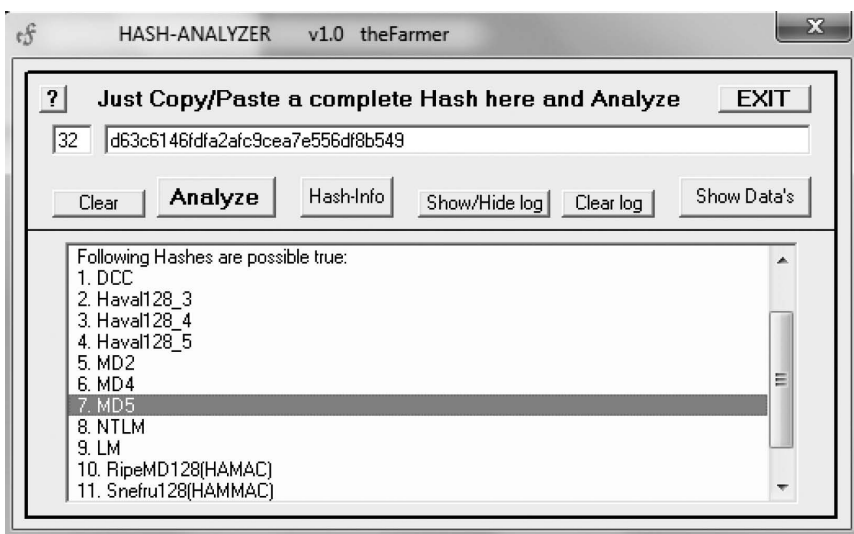 HASH-ANALYZER v1.0 theFarmer
X
? Just Copy/Paste a complete Hash here and Analyze EXIT
32 d63c6146fdfa2afc9cea7e556df8b549
Clear Analyze Hash-Info Show/Hide log Clear log Show Data's
Following Hashes are possible true:
1. DCC
2. Haval128_3
3. Haval128_4
4. Haval128_5
5. MD2
6. MD4
7. MD5
8. NTLM
9. LM
10. RipeMD128(HAMAC)
11. Snefru128(HAMMAC)